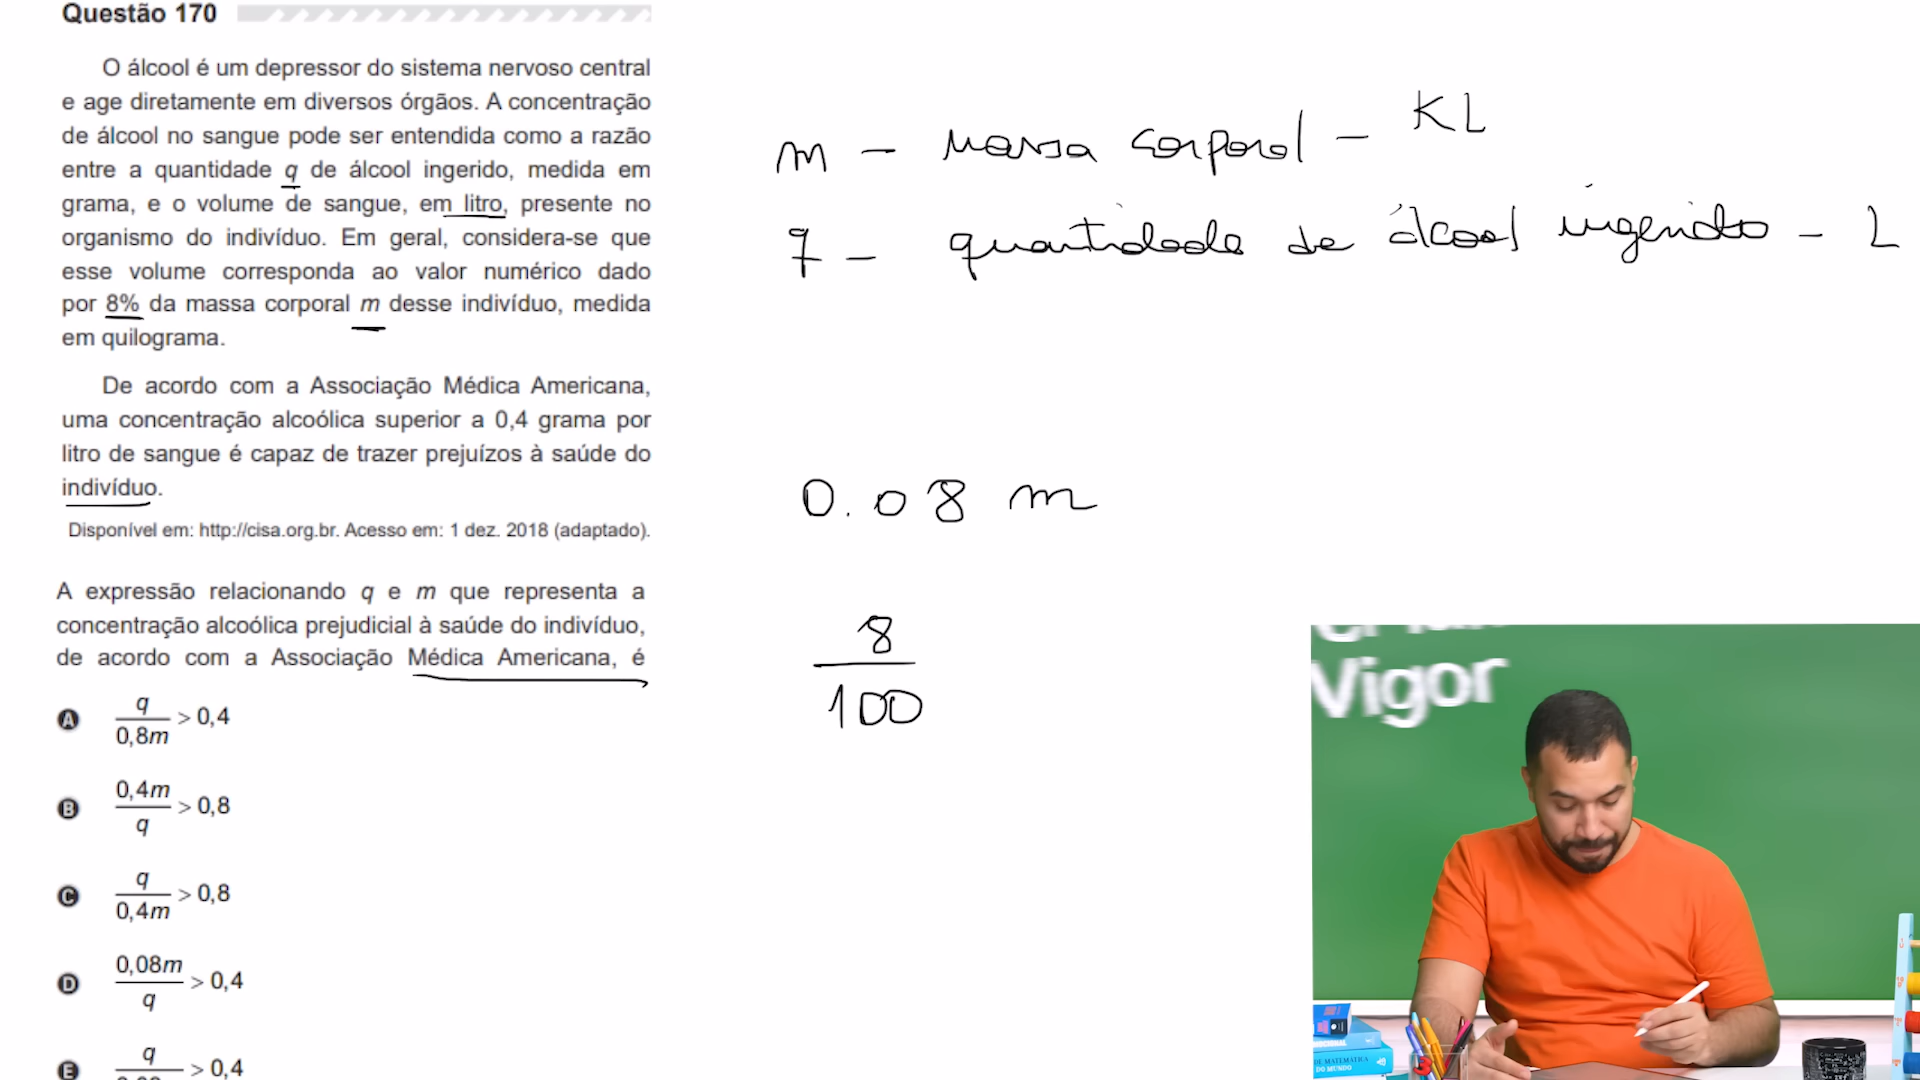 Questão 170
O álcool é um depressor do sistema nervoso central
e age diretamente em diversos órgãos. A concentração
de álcool no sangue pode ser entendida como a razão
entre a quantidade q de álcool ingerido, medida em
grama, e o volume de sangue, em litro, presente no
organismo do indivíduo. Em geral, considera-se que
esse volume corresponda ao valor numérico dado
por 8% da massa corporal m desse indivíduo, medida
em quilograma.
De acordo com a Associação Médica Americana,
uma concentração alcoólica superior a 0,4 grama por
litro de sangue é capaz de trazer prejuízos à saúde do
indivíduo.
Disponível em: http://cisa.org.br. Acesso em: 1 dez. 2018 (adaptado).
A expressão relacionando q e m que representa a
concentração alcoólica prejudicial à saúde do indivíduo,
de acordo com a Associação Médica Americana, é
A q/0,8m > 0,4
B 0,4m/q > 0,8
C q/0,4m > 0,8
D 0,08m/q > 0,4
E q > 0,4
m – massa corporal – KL
q – quantidade de álcool ingerido – L
0.08 m
8
100
Vigor
DE MATEMÁTICA
DO MUNDO
3